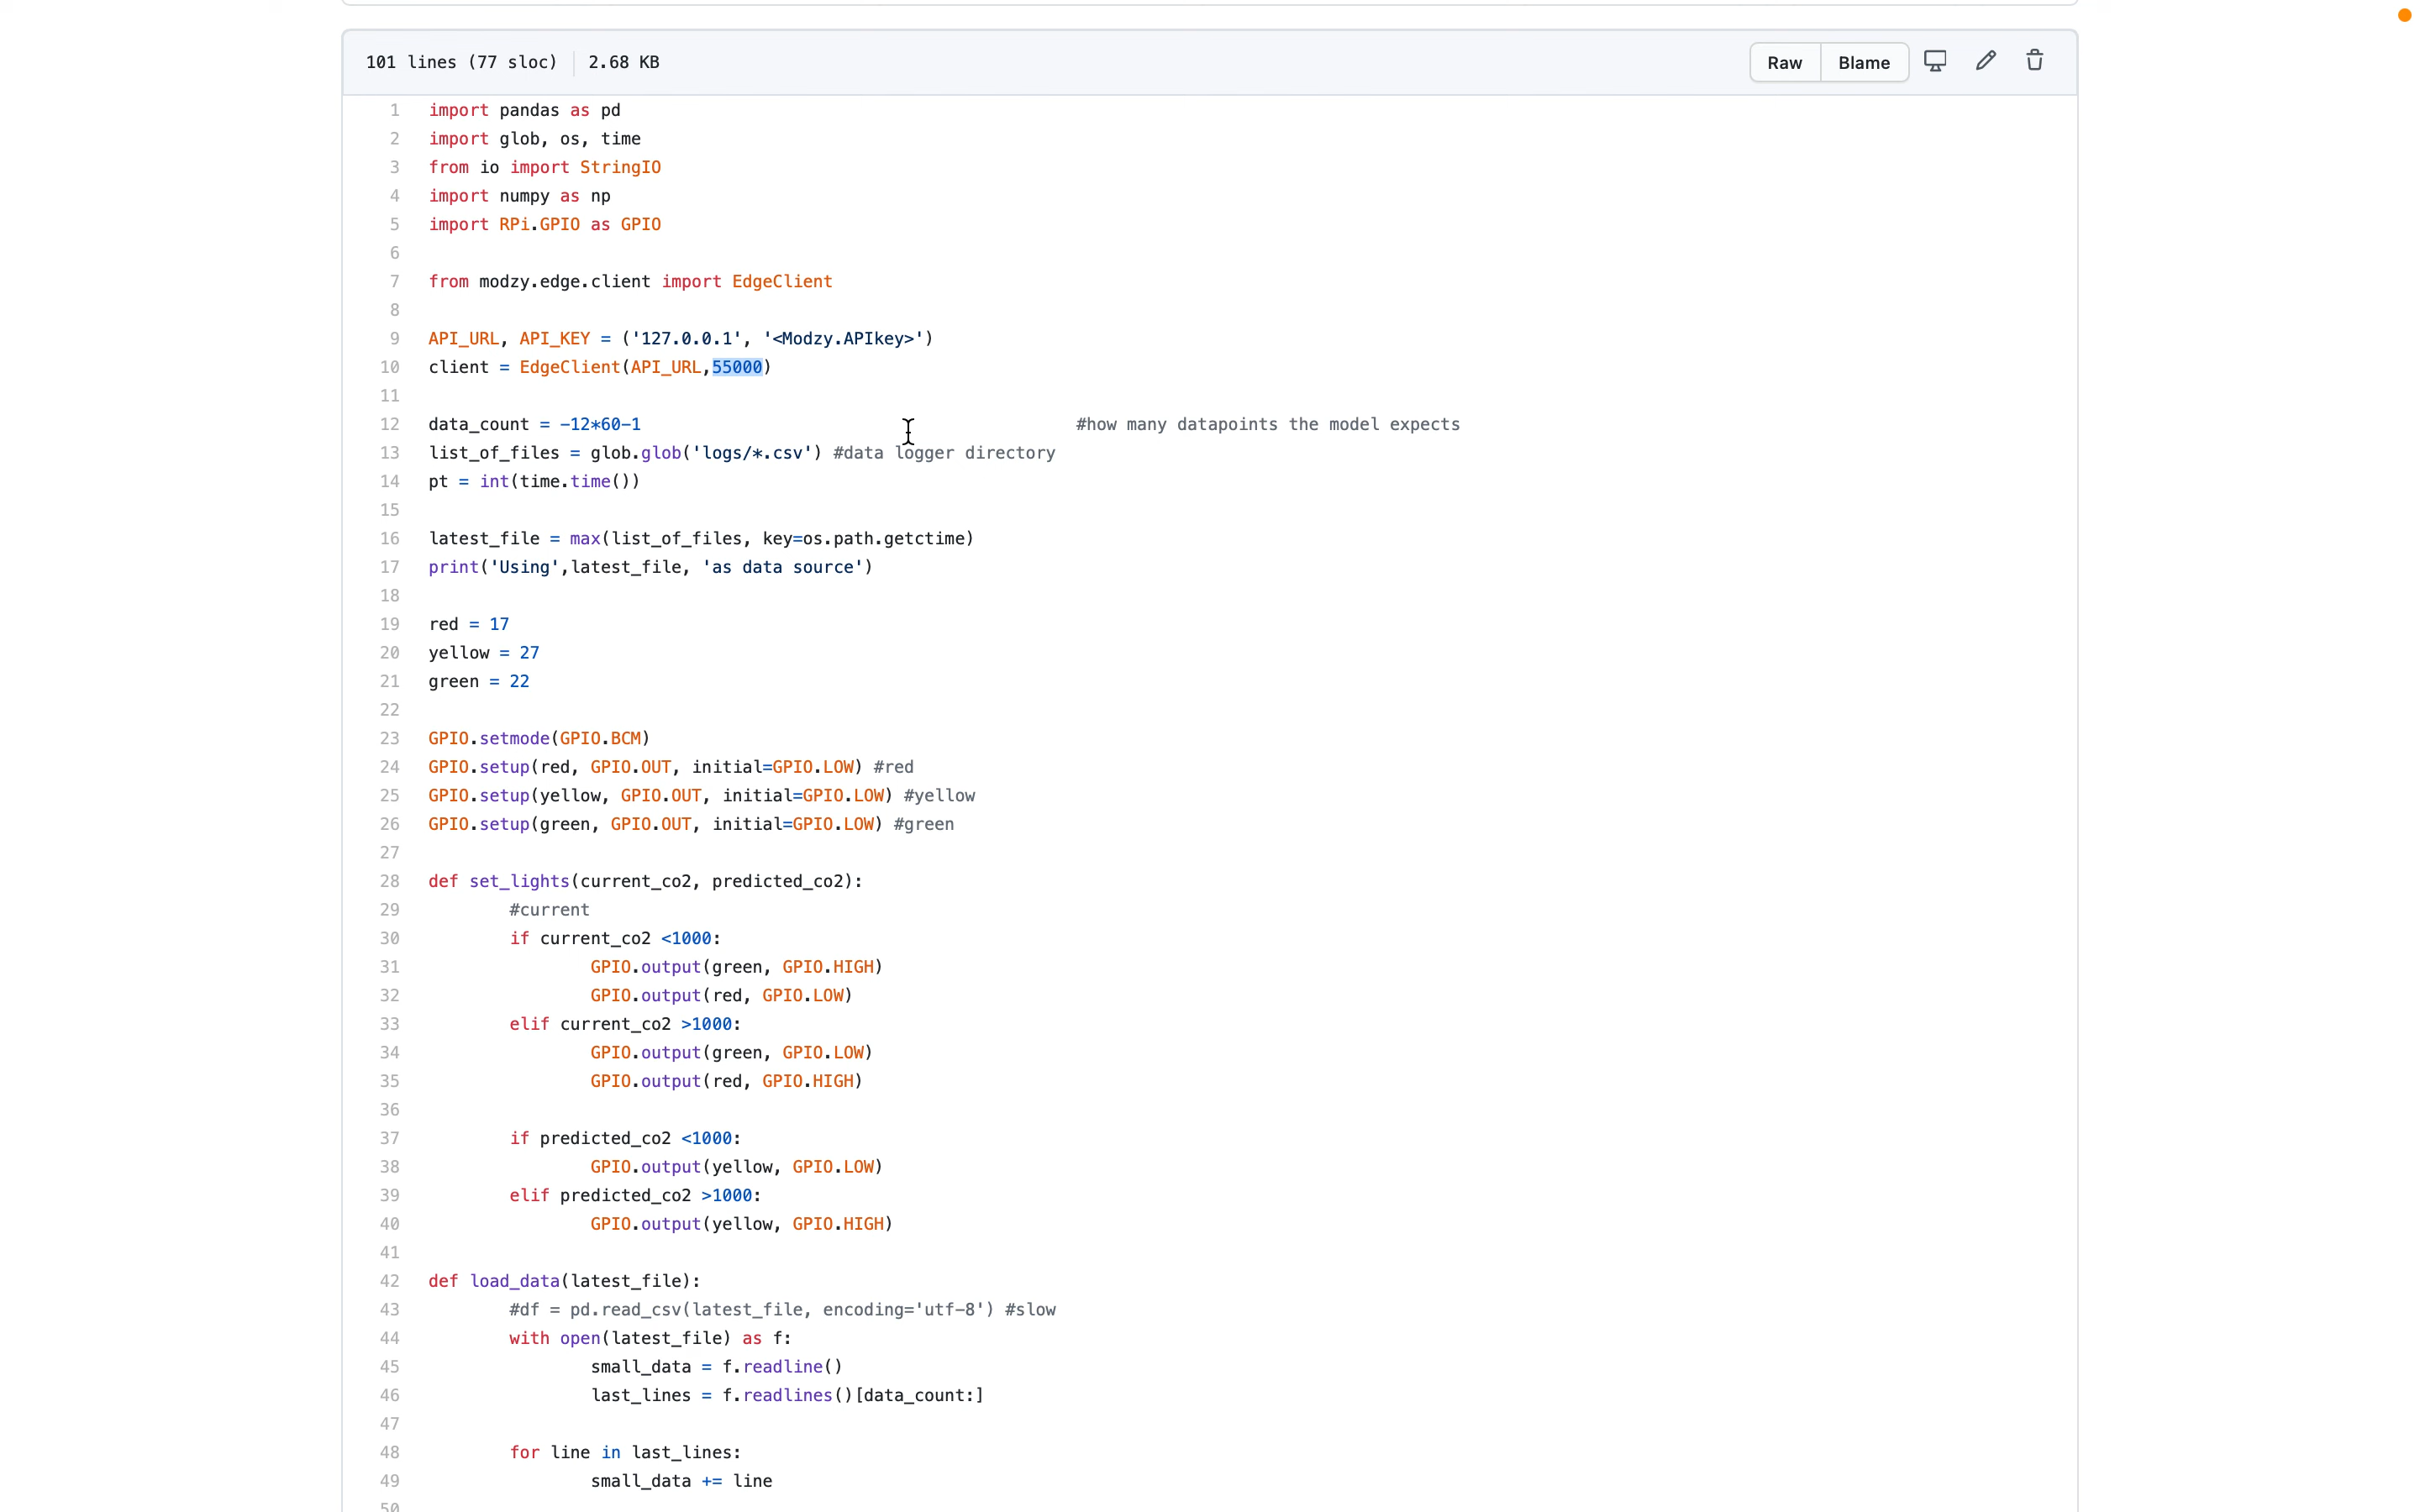 101 lines (77 sloc) 2.68 KB Raw Blame
1 import pandas as pd
2 import glob, os, time
3 from io import StringIO
4 import numpy as np
5 import RPi.GPIO as GPIO
6
7 from modzy.edge.client import EdgeClient
8
9 API_URL, API_KEY = ('127.0.0.1', '<Modzy.APIkey>')
10 client = EdgeClient(API_URL,55000)
11
12 data_count = -12*60-1 #how many datapoints the model expects
13 list_of_files = glob.glob('logs/*.csv') #data logger directory
14 pt = int(time.time())
15
16 latest_file = max(list_of_files, key=os.path.getctime)
17 print('Using',latest_file, 'as data source')
18
19 red = 17
20 yellow = 27
21 green = 22
22
23 GPIO.setmode(GPIO.BCM)
24 GPIO.setup(red, GPIO.OUT, initial=GPIO.LOW) #red
25 GPIO.setup(yellow, GPIO.OUT, initial=GPIO.LOW) #yellow
26 GPIO.setup(green, GPIO.OUT, initial=GPIO.LOW) #green
27
28 def set_lights(current_co2, predicted_co2):
29 #current
30 if current_co2 <1000:
31 GPIO.output(green, GPIO.HIGH)
32 GPIO.output(red, GPIO.LOW)
33 elif current_co2 >1000:
34 GPIO.output(green, GPIO.LOW)
35 GPIO.output(red, GPIO.HIGH)
36
37 if predicted_co2 <1000:
38 GPIO.output(yellow, GPIO.LOW)
39 elif predicted_co2 >1000:
40 GPIO.output(yellow, GPIO.HIGH)
41
42 def load_data(latest_file):
43 #df = pd.read_csv(latest_file, encoding='utf-8') #slow
44 with open(latest_file) as f:
45 small_data = f.readline()
46 last_lines = f.readlines()[data_count:]
47
48 for line in last_lines:
49 small_data += line
50